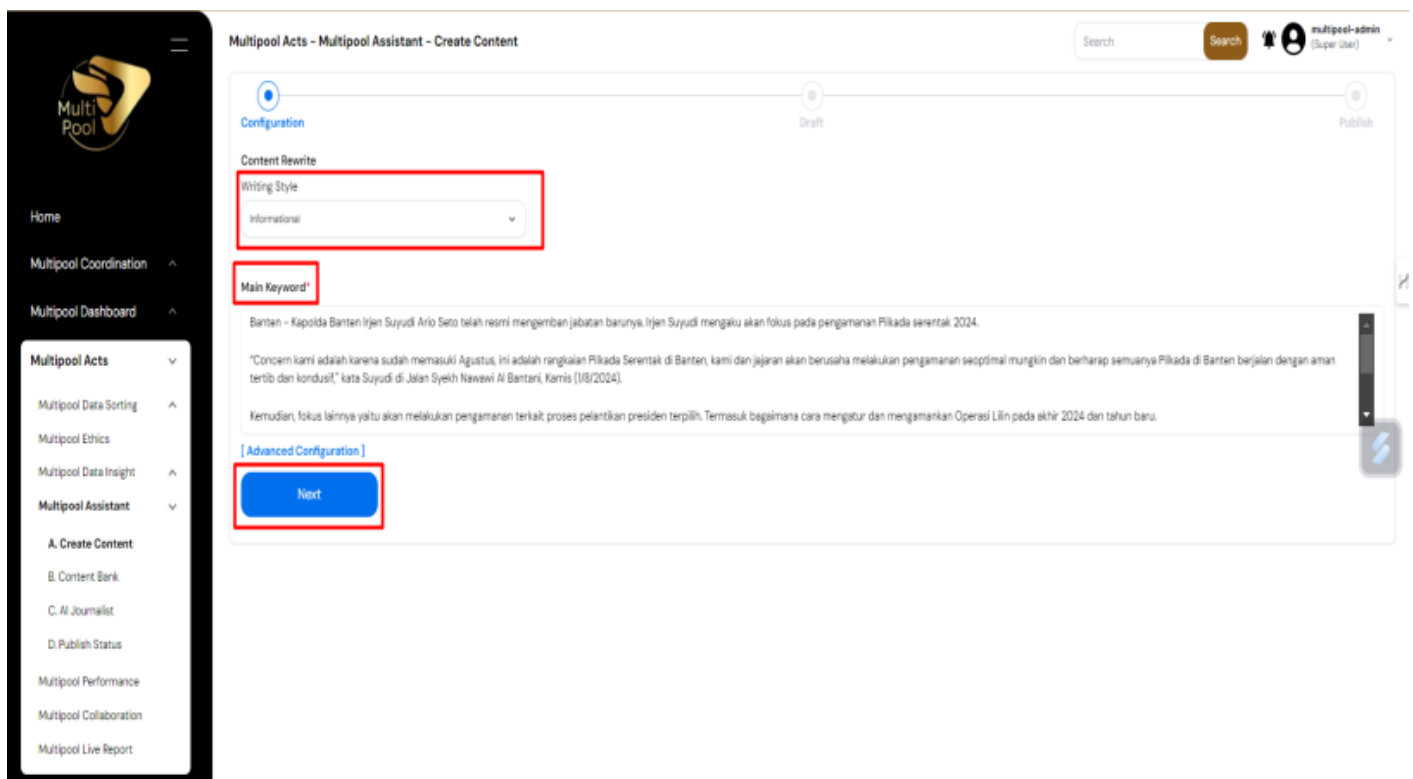 Multi
Pool
Multipool Acts - Multipool Assistant - Create Content
Search
Search
multipool-admin
(Super User)
Configuration
Draft
Publish
Content Rewrite
Writing Style
Informational
Main Keyword*
Banten - Kapolda Banten Irjen Suyudi Ario Seto telah resmi mengemban jabatan barunya. Irjen Suyudi mengaku akan fokus pada pengamanan Pilkada serentak 2024.
"Concern kami adalah karena sudah memasuki Agustus, ini adalah rangkaian Pilkada Serentak di Banten, kami dan jajaran akan berusaha melakukan pengamanan seoptimal mungkin dan berharap semuanya Pilkada di Banten berjalan dengan aman
tertib dan kondusif," kata Suyudi di Jalan Syekh Nawawi Al Bantani, Kamis (1/8/2024).
Kemudian, fokus lainnya yaitu akan melakukan pengamanan terkait proses pelantikan presiden terpilih. Termasuk bagaimana cara mengatur dan mengamankan Operasi Lilin pada akhir 2024 dan tahun baru.
[ Advanced Configuration ]
Next
Home
Multipool Coordination
Multipool Dashboard
Multipool Acts
Multipool Data Sorting
Multipool Ethics
Multipool Data Insight
Multipool Assistant
A. Create Content
B. Content Bank
C. AI Journalist
D. Publish Status
Multipool Performance
Multipool Collaboration
Multipool Live Report